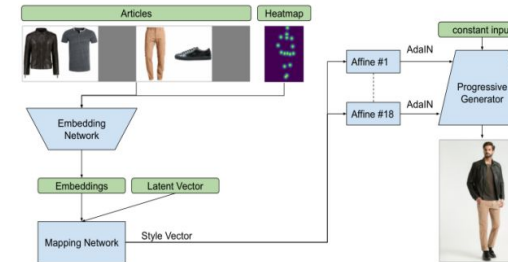 Articles
Heatmap
constant inpu
Affine #1
AdaIN
Progressive
Generator
Affine #18
AdaIN
Embedding
Network
Embeddings
Latent Vector
Mapping Network
Style Vector